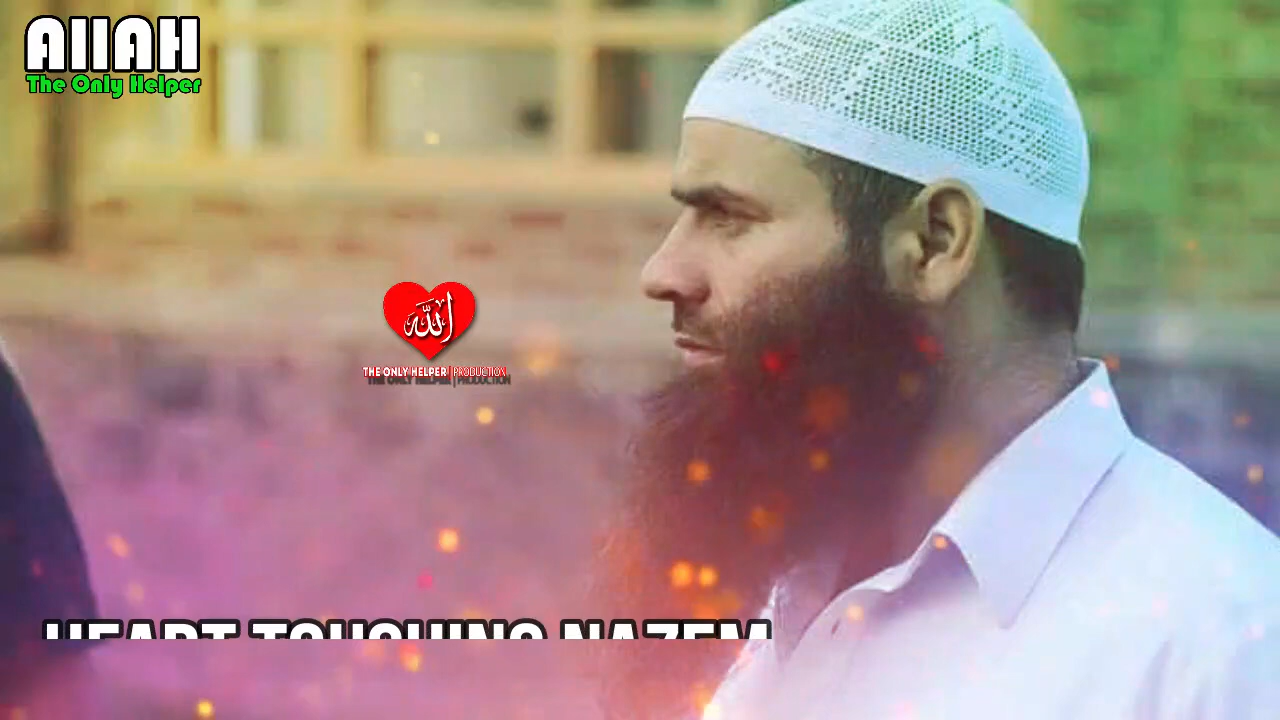 AllAH
The Only Helper
الله
THE ONLY HELPER|PRODUCTION
HEART TOUCHING NAZEM